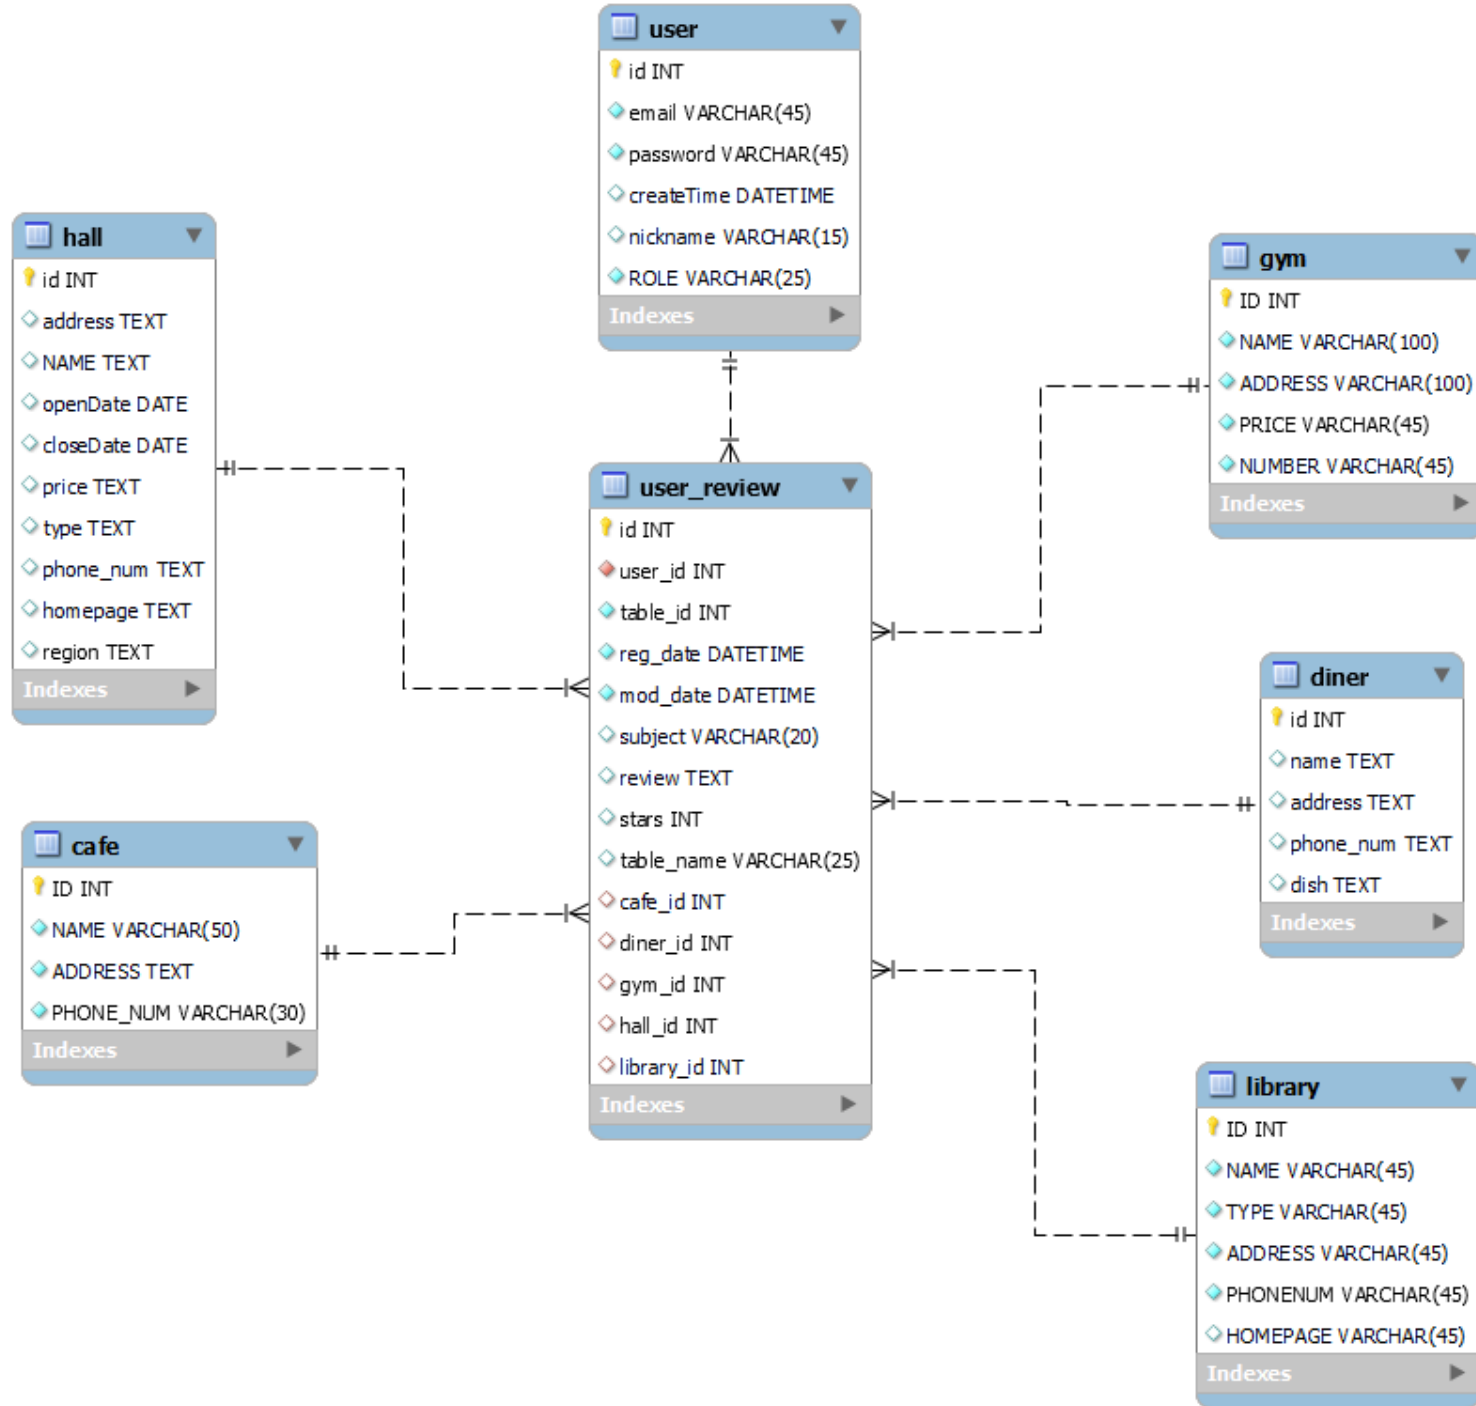 user
id INT
email VARCHAR(45)
password VARCHAR(45)
createTime DATETIME
nickname VARCHAR(15)
ROLE VARCHAR(25)
Indexes
hall
id INT
address TEXT
NAME TEXT
openDate DATE
closeDate DATE
price TEXT
type TEXT
phone_num TEXT
homepage TEXT
region TEXT
Indexes
gym
ID INT
NAME VARCHAR(100)
ADDRESS VARCHAR(100)
PRICE VARCHAR(45)
NUMBER VARCHAR(45)
Indexes
user_review
id INT
user_id INT
table_id INT
reg_date DATETIME
mod_date DATETIME
subject VARCHAR(20)
review TEXT
stars INT
table_name VARCHAR(25)
cafe_id INT
diner_id INT
gym_id INT
hall_id INT
library_id INT
Indexes
diner
id INT
name TEXT
address TEXT
phone_num TEXT
dish TEXT
Indexes
cafe
ID INT
NAME VARCHAR(50)
ADDRESS TEXT
PHONE_NUM VARCHAR(30)
Indexes
library
ID INT
NAME VARCHAR(45)
TYPE VARCHAR(45)
ADDRESS VARCHAR(45)
PHONENUM VARCHAR(45)
HOMEPAGE VARCHAR(45)
Indexes